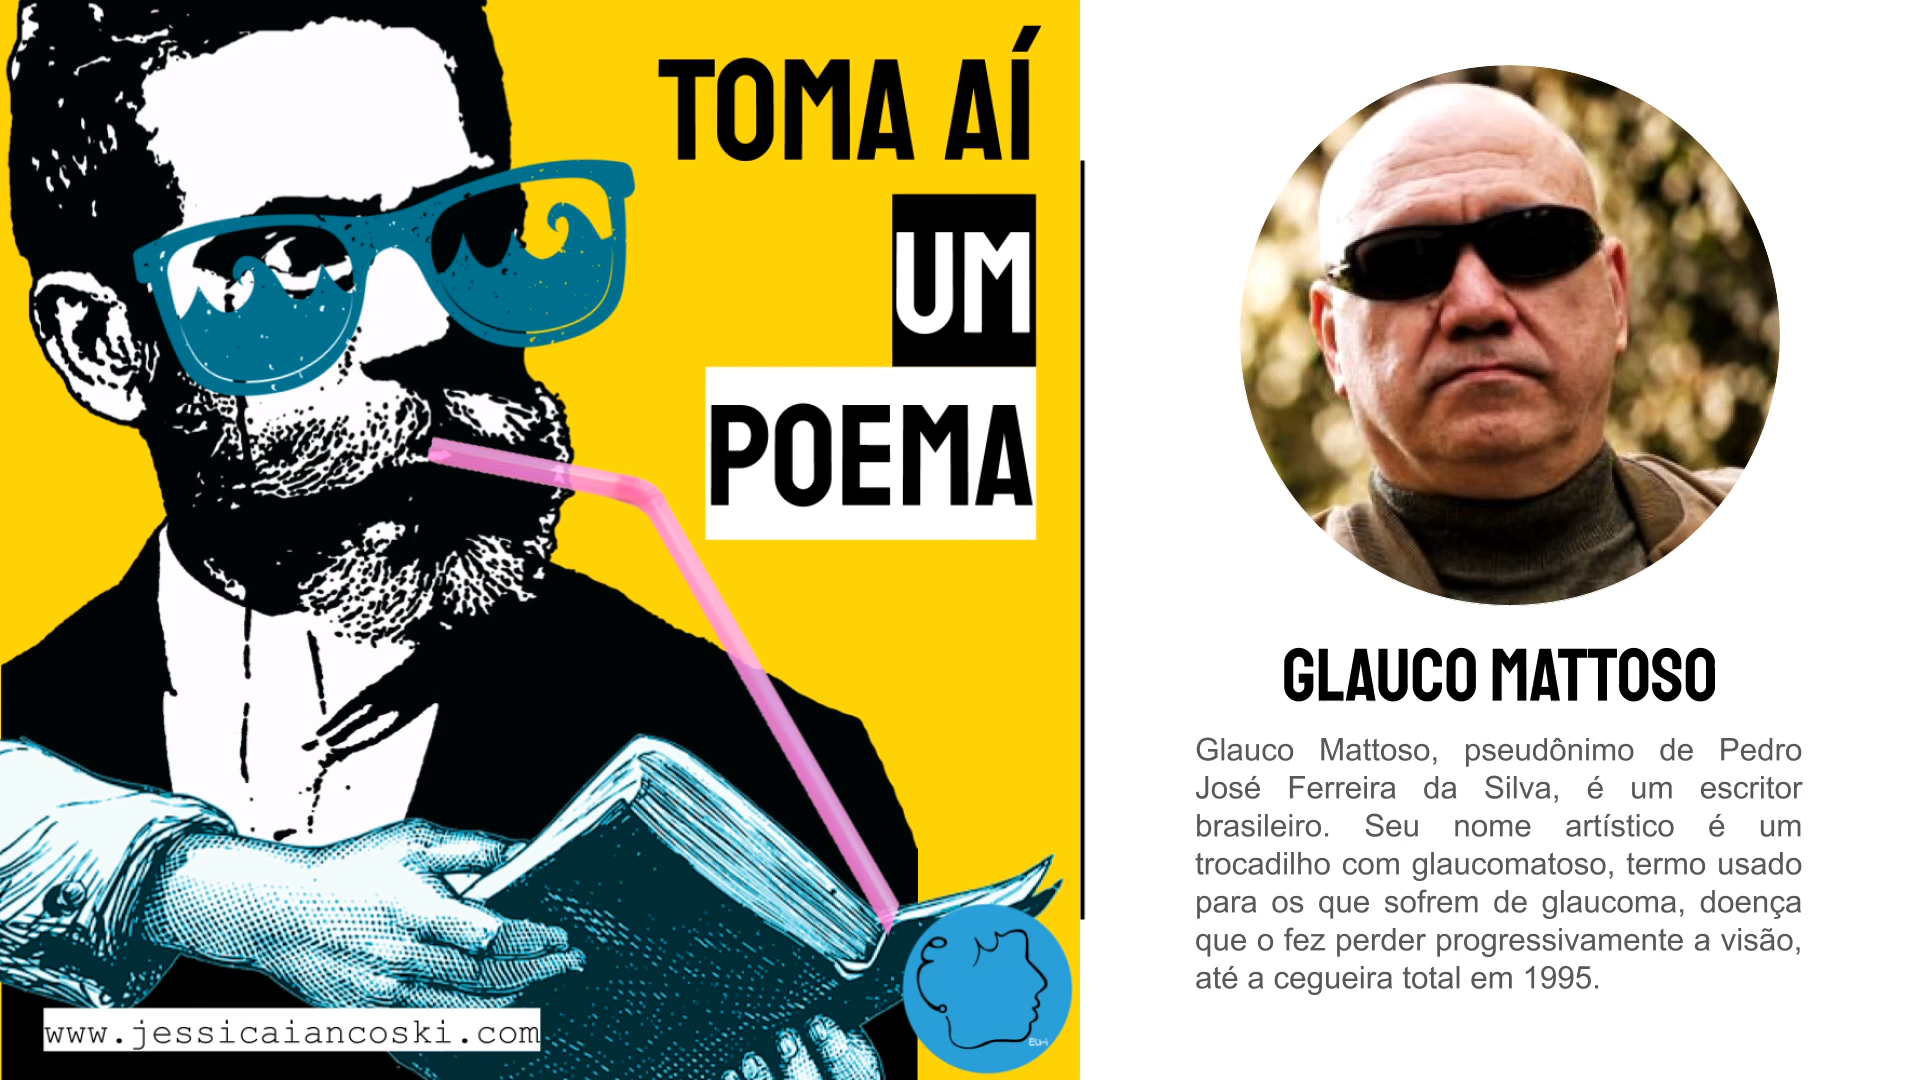 TOMA AÍ
UM
POEMA
www.jessicaiancoski.com
GLAUCO MATTOSO
Glauco Mattoso, pseudônimo de Pedro
José Ferreira da Silva, é um escritor
brasileiro. Seu nome artístico é um
trocadilho com glaucomatoso, termo usado
para os que sofrem de glaucoma, doença
que o fez perder progressivamente a visão,
até a cegueira total em 1995.